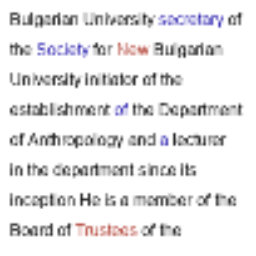 Bulgarian University secretary of
the Society for New Bulgarian
University initiator of the
establishment of the Department
of Anthropology and a lecturer
in the department since its
inception He is a member of the
Board of Trustees of the